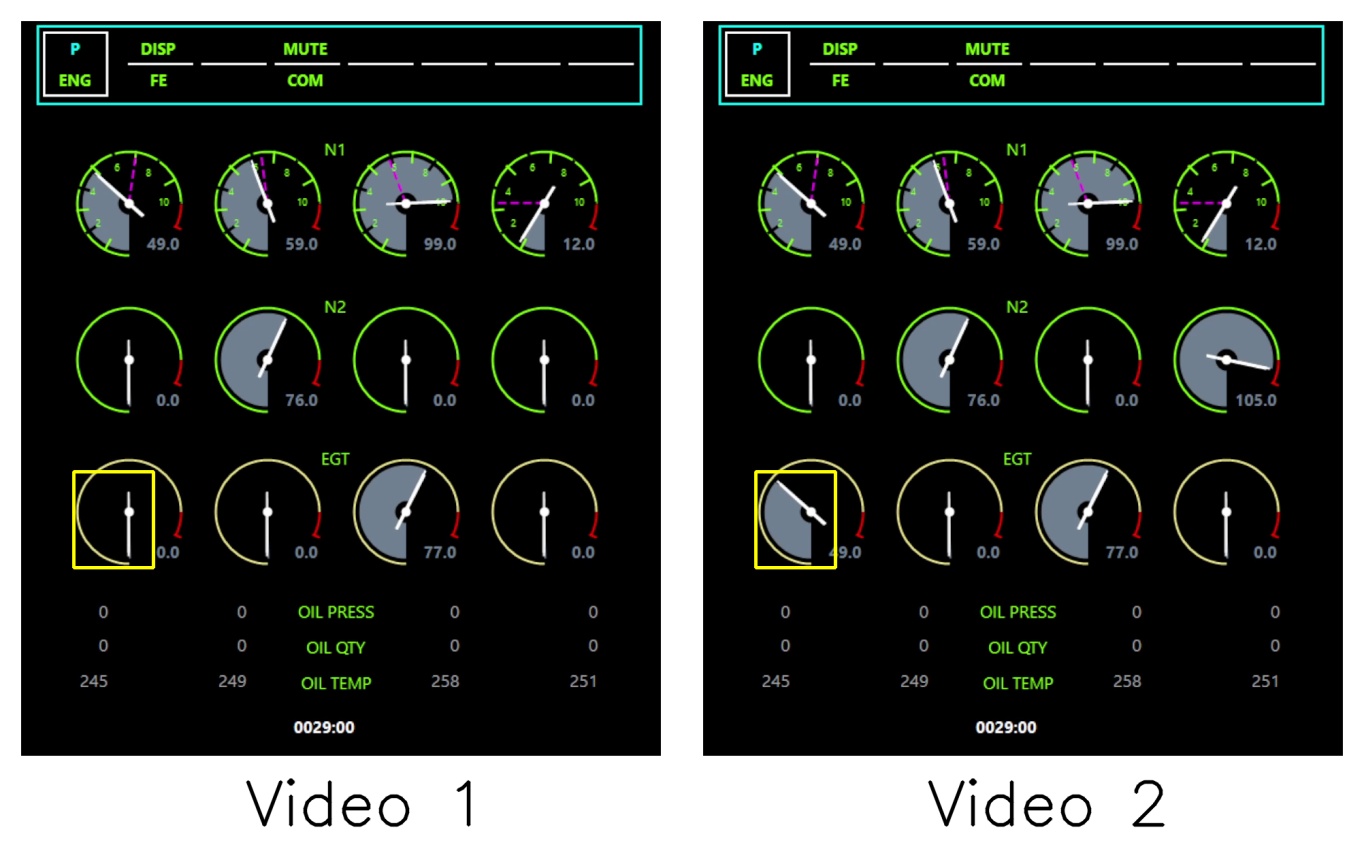 P DISP MUTE
ENG FE COM
N1
2 4 6 8 10
49.0
2 4 6 8 10
59.0
2 4 6 8 10
99.0
2 4 6 8 10
12.0
N2
0.0 76.0 0.0 0.0
EGT
0.0 0.0 77.0 0.0
0 0 OIL PRESS 0 0
0 0 OIL QTY 0 0
245 249 OIL TEMP 258 251
0029:00
Video 1
P DISP MUTE
ENG FE COM
N1
2 4 6 8 10
49.0
2 4 6 8 10
59.0
2 4 6 8 10
99.0
2 4 6 8 10
12.0
N2
0.0 76.0 0.0 105.0
EGT
49.0 0.0 77.0 0.0
0 0 OIL PRESS 0 0
0 0 OIL QTY 0 0
245 249 OIL TEMP 258 251
0029:00
Video 2